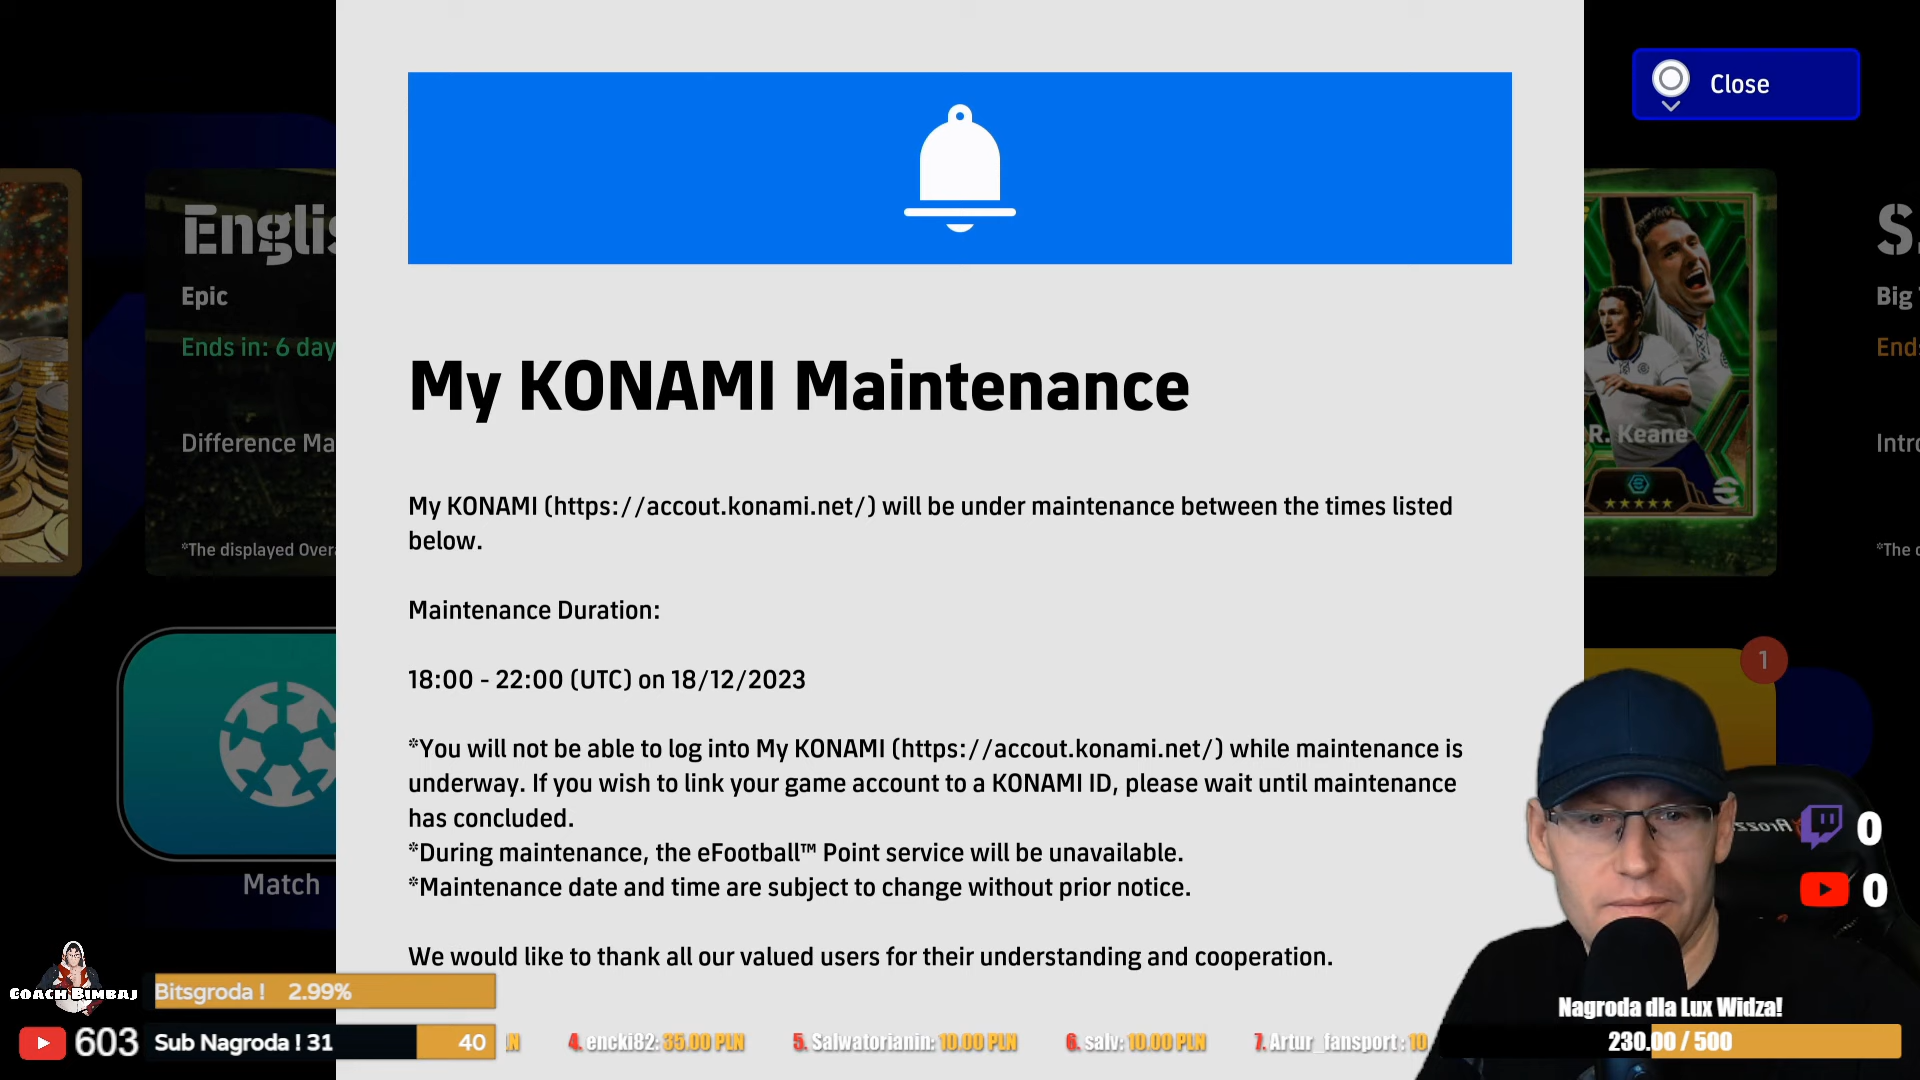 Close
Englis
Epic
Ends in: 6 day
Difference Ma
*The displayed Overa
My KONAMI Maintenance
My KONAMI (https://accout.konami.net/) will be under maintenance between the times listed
below.
Maintenance Duration:
18:00 - 22:00 (UTC) on 18/12/2023
*You will not be able to log into My KONAMI (https://accout.konami.net/) while maintenance is
underway. If you wish to link your game account to a KONAMI ID, please wait until maintenance
has concluded.
*During maintenance, the eFootball™ Point service will be unavailable.
*Maintenance date and time are subject to change without prior notice.
We would like to thank all our valued users for their understanding and cooperation.
R. Keane
S.
Big
Ends
Intro
*The
1
Match
Arozzi
0
0
COACH BIMBAJ
Bitsgroda ! 2.99%
603
Sub Nagroda ! 31
40
N 4. encki82: 35.00 PLN 5. Salwatorianin: 10.00 PLN 6. salv: 10.00 PLN 7. Artur_fansport : 10
Nagroda dla Lux Widza!
230.00 / 500